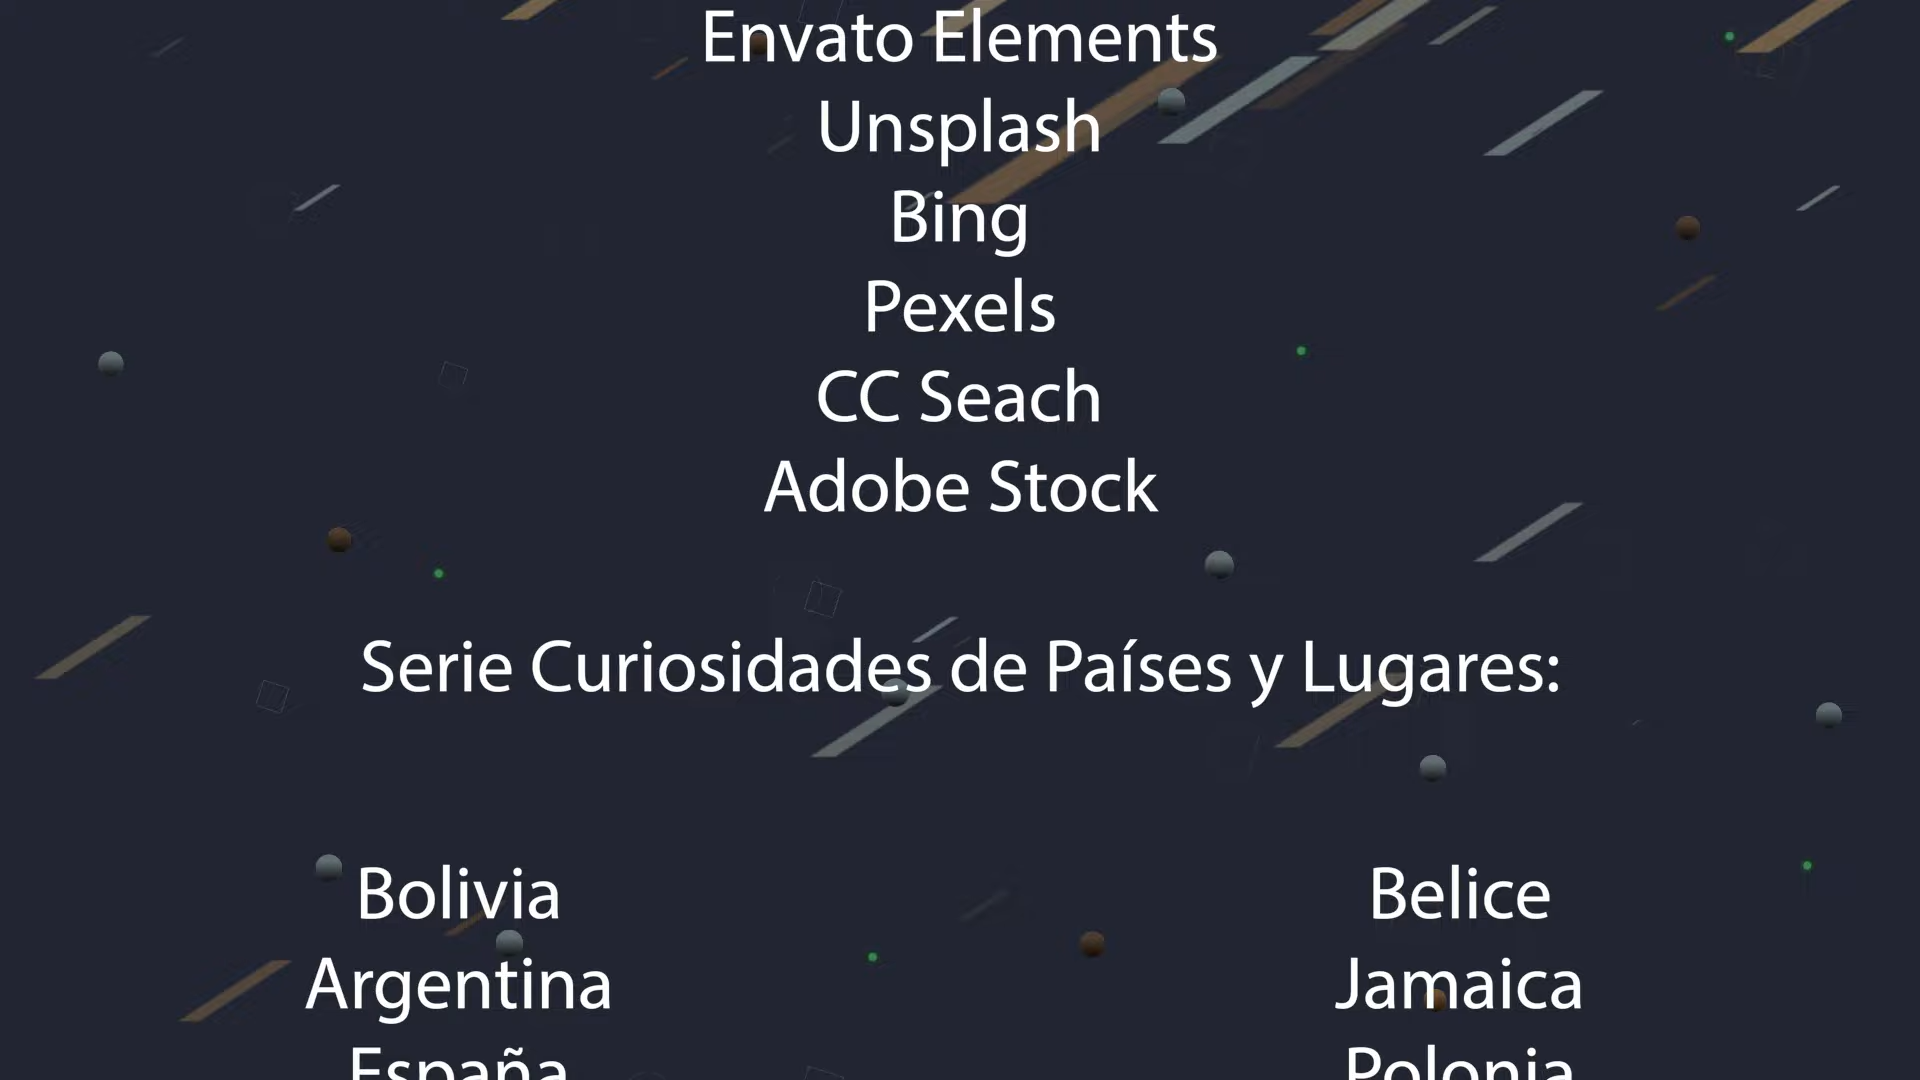 Envato Elements
Unsplash
Bing
Pexels
CC Seach
Adobe Stock
Serie Curiosidades de Países y Lugares:
Bolivia
Belice
Argentina
Jamaica
España
Polonia